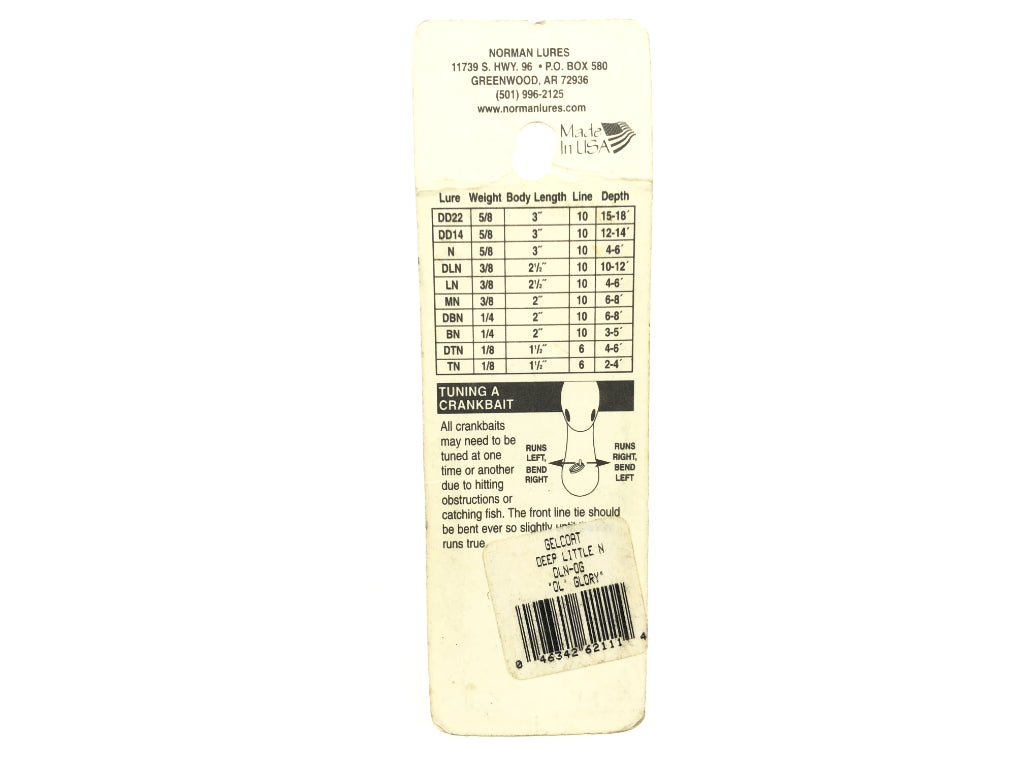 NORMAN LURES
11739 S. HWY. 96 • P.O. BOX 580
GREENWOOD, AR 72936
(501) 996-2125
www.normanlures.com
Made
In USA
Lure Weight Body Length Line Depth
DD22 5/8 3˝ 10 15-18´
DD14 5/8 3˝ 10 12-14´
N 5/8 3˝ 10 4-6´
DLN 3/8 2½˝ 10 10-12´
LN 3/8 2½˝ 10 4-6´
MN 3/8 2˝ 10 6-8´
DBN 1/4 2˝ 10 6-8´
BN 1/4 2˝ 10 3-5´
DTN 1/8 1½˝ 6 4-6´
TN 1/8 1½˝ 6 2-4´
TUNING A
CRANKBAIT
All crankbaits
may need to be
tuned at one
time or another
due to hitting
obstructions or
catching fish. The front line tie should
be bent ever so slightly until
runs true.
RUNS
LEFT,
BEND
RIGHT
RUNS
RIGHT,
BEND
LEFT
GELCOAT
DEEP LITTLE N
DLN-OG
"OL' GLORY"
0 46342 62111 4